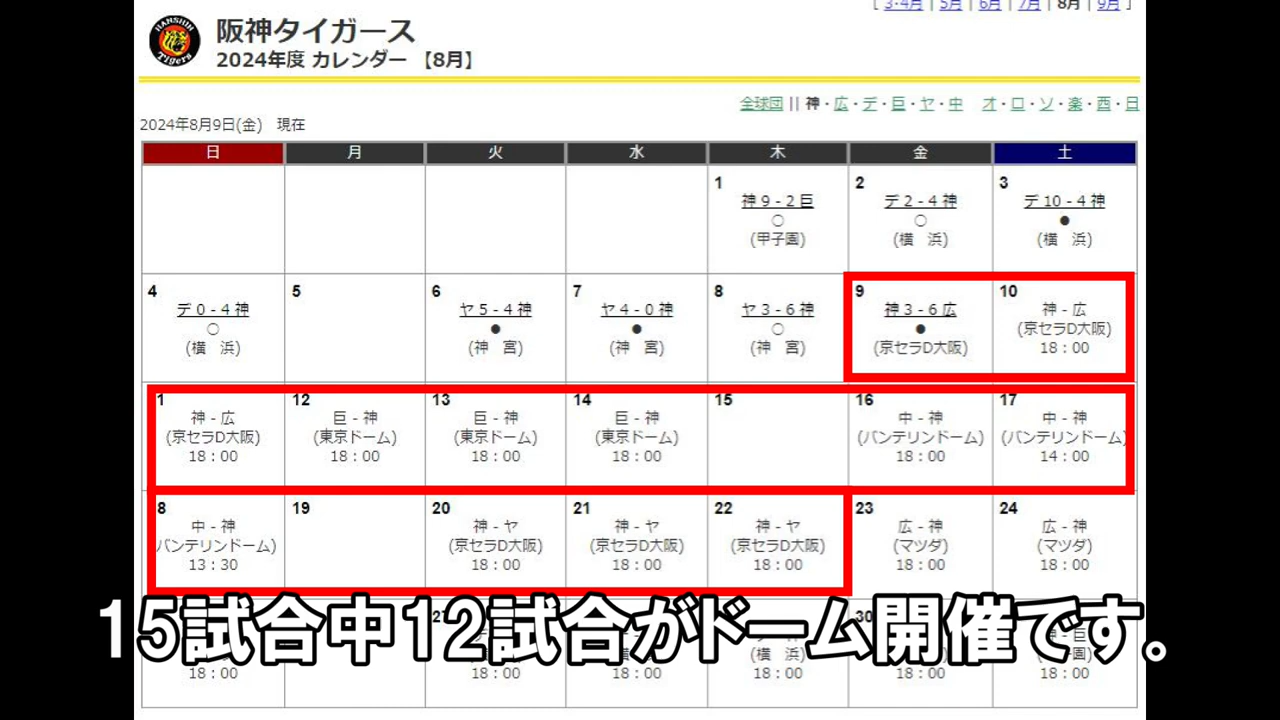 [ 3・4月 | 5月 | 6月 | 7月 | 8月 | 9月 ]
HANSHIN Tigers
阪神タイガース
2024年度 カレンダー 【8月】
全球団 || 神・広・デ・巨・ヤ・中 オ・ロ・ソ・楽・西・日
2024年8月9日(金) 現在
日 月 火 水 木 金 土
1 2 3
神 9 - 2 巨 デ 2 - 4 神 デ 10 - 4 神
○ ○ ●
(甲子園) (横 浜) (横 浜)
4 5 6 7 8 9 10
デ 0 - 4 神 ヤ 5 - 4 神 ヤ 4 - 0 神 ヤ 3 - 6 神 神 3 - 6 広 神 - 広
○ ● ● ○ ● (京セラD大阪)
(横 浜) (神 宮) (神 宮) (神 宮) (京セラD大阪) 18：00
1 12 13 14 15 16 17
神 - 広 巨 - 神 巨 - 神 巨 - 神 中 - 神 中 - 神
(京セラD大阪) (東京ドーム) (東京ドーム) (東京ドーム) (バンテリンドーム) (バンテリンドーム)
18：00 18：00 18：00 18：00 18：00 14：00
8 19 20 21 22 23 24
中 - 神 神 - ヤ 神 - ヤ 神 - ヤ 広 - 神 広 - 神
バンテリンドーム) (京セラD大阪) (京セラD大阪) (京セラD大阪) (マツダ) (マツダ)
13：30 18：00 18：00 18：00 18：00 18：00
15試合中12試合がドーム開催です。
18：00 18：00 18：00 18：00 18：00 18：00